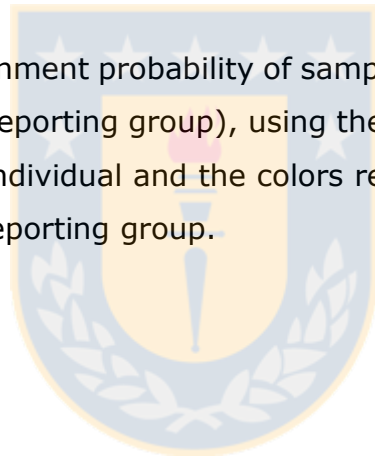 nment probability of samp
eporting group), using the
ndividual and the colors re
eporting group.